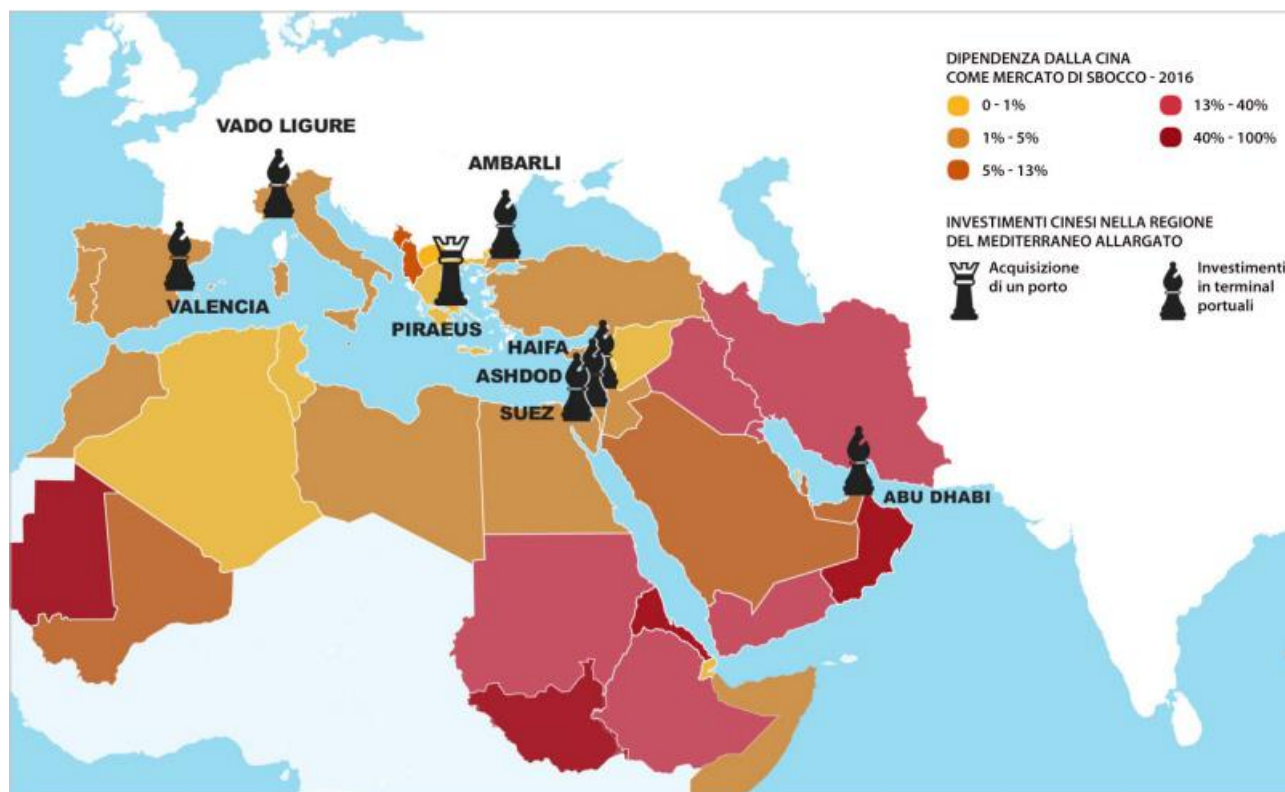 DIPENDENZA DALLA CINA
COME MERCATO DI SBOCCO - 2016
0 - 1%
13% - 40%
1% - 5%
40% - 100%
5% - 13%
INVESTIMENTI CINESI NELLA REGIONE
DEL MEDITERRANEO ALLARGATO
Acquisizione
di un porto
Investimenti
in terminal
portuali
VADO LIGURE
AMBARLI
VALENCIA
PIRAEUS
HAIFA
ASHDOD
SUEZ
ABU DHABI